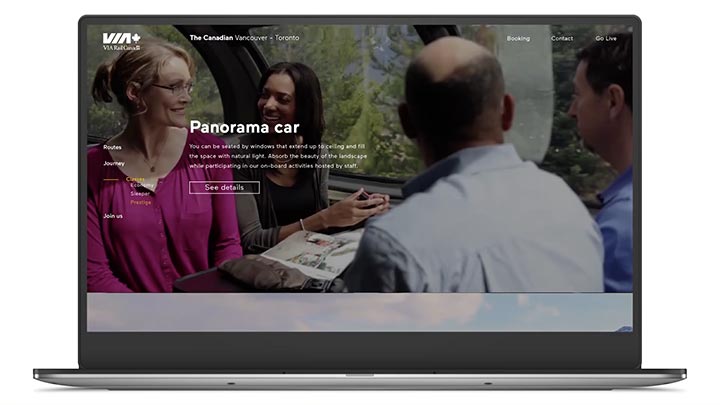 VIA Rail Canada
The Canadian Vancouver – Toronto
Booking
Contact
Go Live
Routes
Journey
Classes
Economy
Sleeper
Prestige
Join us
Panorama car
You can be seated by windows that extend up to ceiling and fill
the space with natural light. Absorb the beauty of the landscape
while participating in our on-board activities hosted by staff.
See details